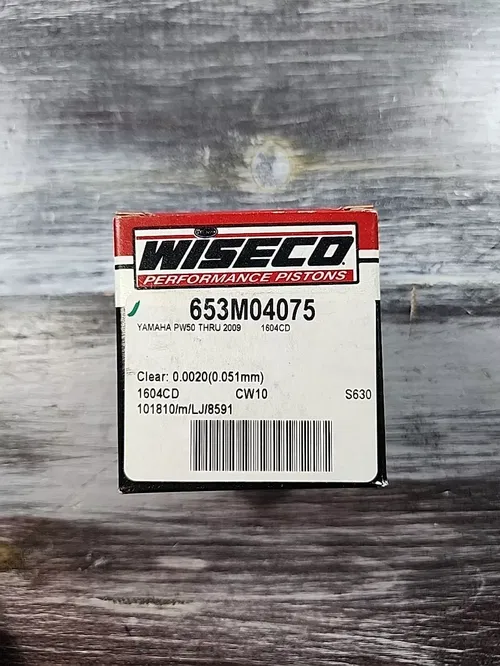 WISECO
PERFORMANCE PISTONS
653M04075
YAMAHA PW50 THRU 2009 1604CD
Clear: 0.0020(0.051mm)
1604CD CW10 S630
101810/m/LJ/8591